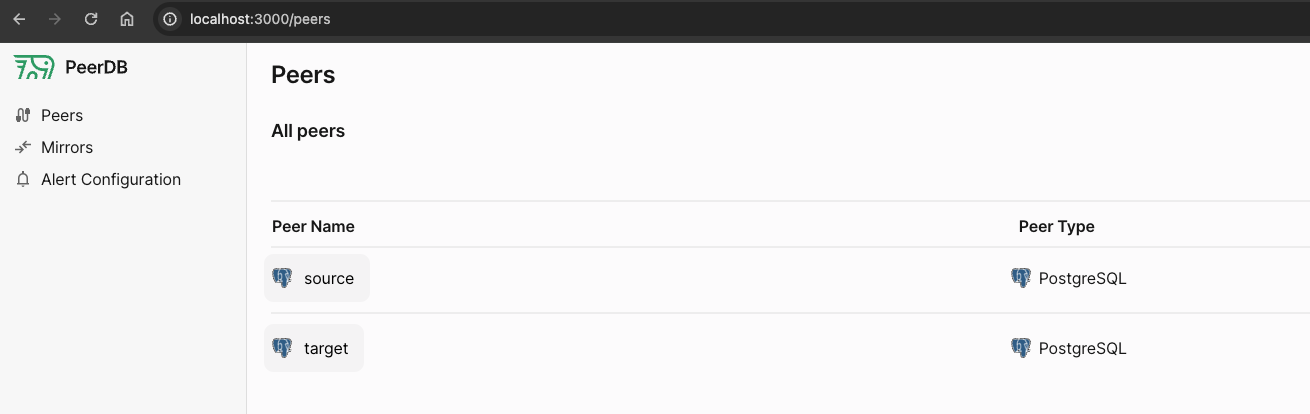 localhost:3000/peers
PeerDB
Peers
Mirrors
Alert Configuration
Peers
All peers
Peer Name Peer Type
source PostgreSQL
target PostgreSQL